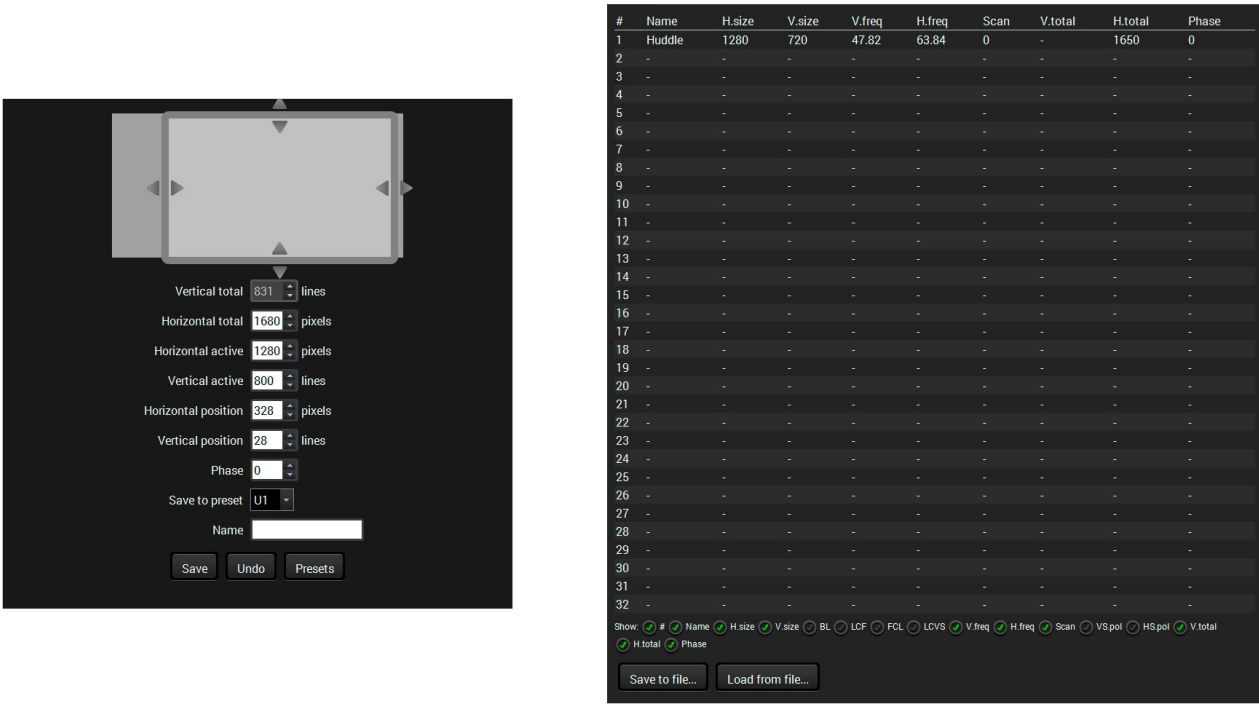 Vertical total 831 lines
Horizontal total 1680 pixels
Horizontal active 1280 pixels
Vertical active 800 lines
Horizontal position 328 pixels
Vertical position 28 lines
Phase 0
Save to preset U1
Name
Save Undo Presets
# Name H.size V.size V.freq H.freq Scan V.total H.total Phase
1 Huddle 1280 720 47.82 63.84 0 - 1650 0
2 - - - - - - - - -
3 - - - - - - - - -
4 - - - - - - - - -
5 - - - - - - - - -
6 - - - - - - - - -
7 - - - - - - - - -
8 - - - - - - - - -
9 - - - - - - - - -
10 - - - - - - - - -
11 - - - - - - - - -
12 - - - - - - - - -
13 - - - - - - - - -
14 - - - - - - - - -
15 - - - - - - - - -
16 - - - - - - - - -
17 - - - - - - - - -
18 - - - - - - - - -
19 - - - - - - - - -
20 - - - - - - - - -
21 - - - - - - - - -
22 - - - - - - - - -
23 - - - - - - - - -
24 - - - - - - - - -
25 - - - - - - - - -
26 - - - - - - - - -
27 - - - - - - - - -
28 - - - - - - - - -
29 - - - - - - - - -
30 - - - - - - - - -
31 - - - - - - - - -
32 - - - - - - - - -
Show: # Name H.size V.size BL LCF FCL LCVS V.freq H.freq Scan VS.pol HS.pol V.total
H.total Phase
Save to file... Load from file...